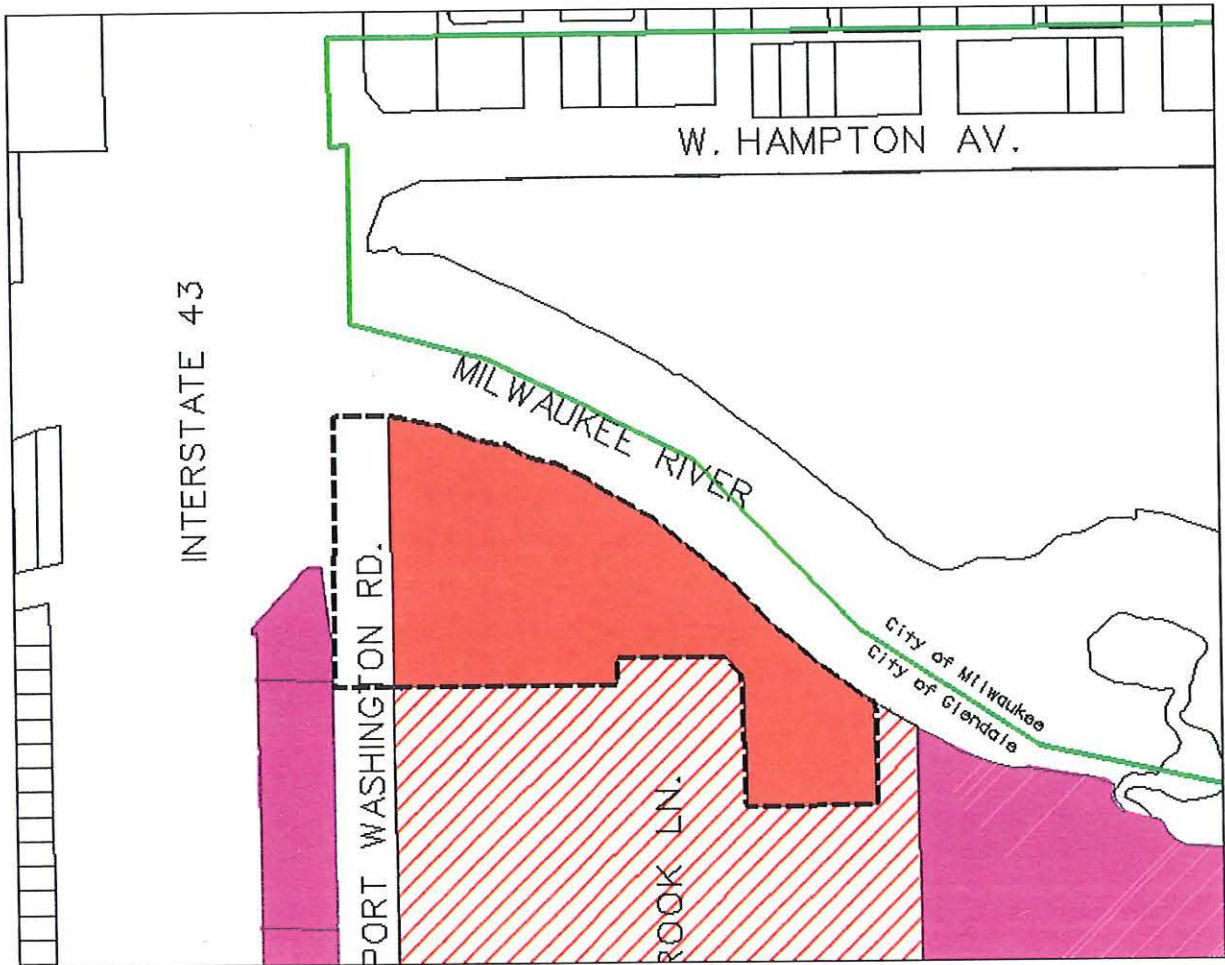 W. HAMPTON AV.
INTERSTATE 43
MILWAUKEE RIVER
PORT WASHINGTON RD.
City of Milwaukee
City of Glendale
ROOK LN.